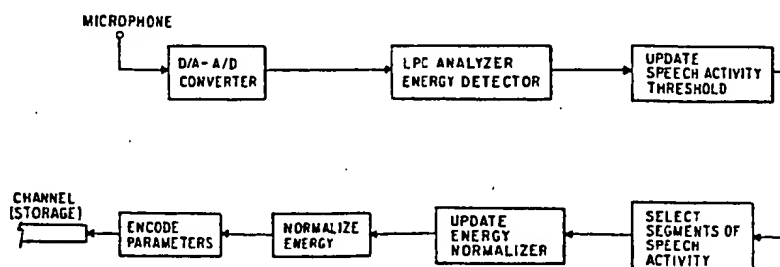 MICROPHONE
D/A-A/D
CONVERTER
LPC ANALYZER
ENERGY DETECTOR
UPDATE
SPEECH ACTIVITY
THRESHOLD
CHANNEL
(STORAGE)
ENCODE
PARAMETERS
NORMALIZE
ENERGY
UPDATE
ENERGY
NORMALIZER
SELECT
SEGMENTS OF
SPEECH
ACTIVITY